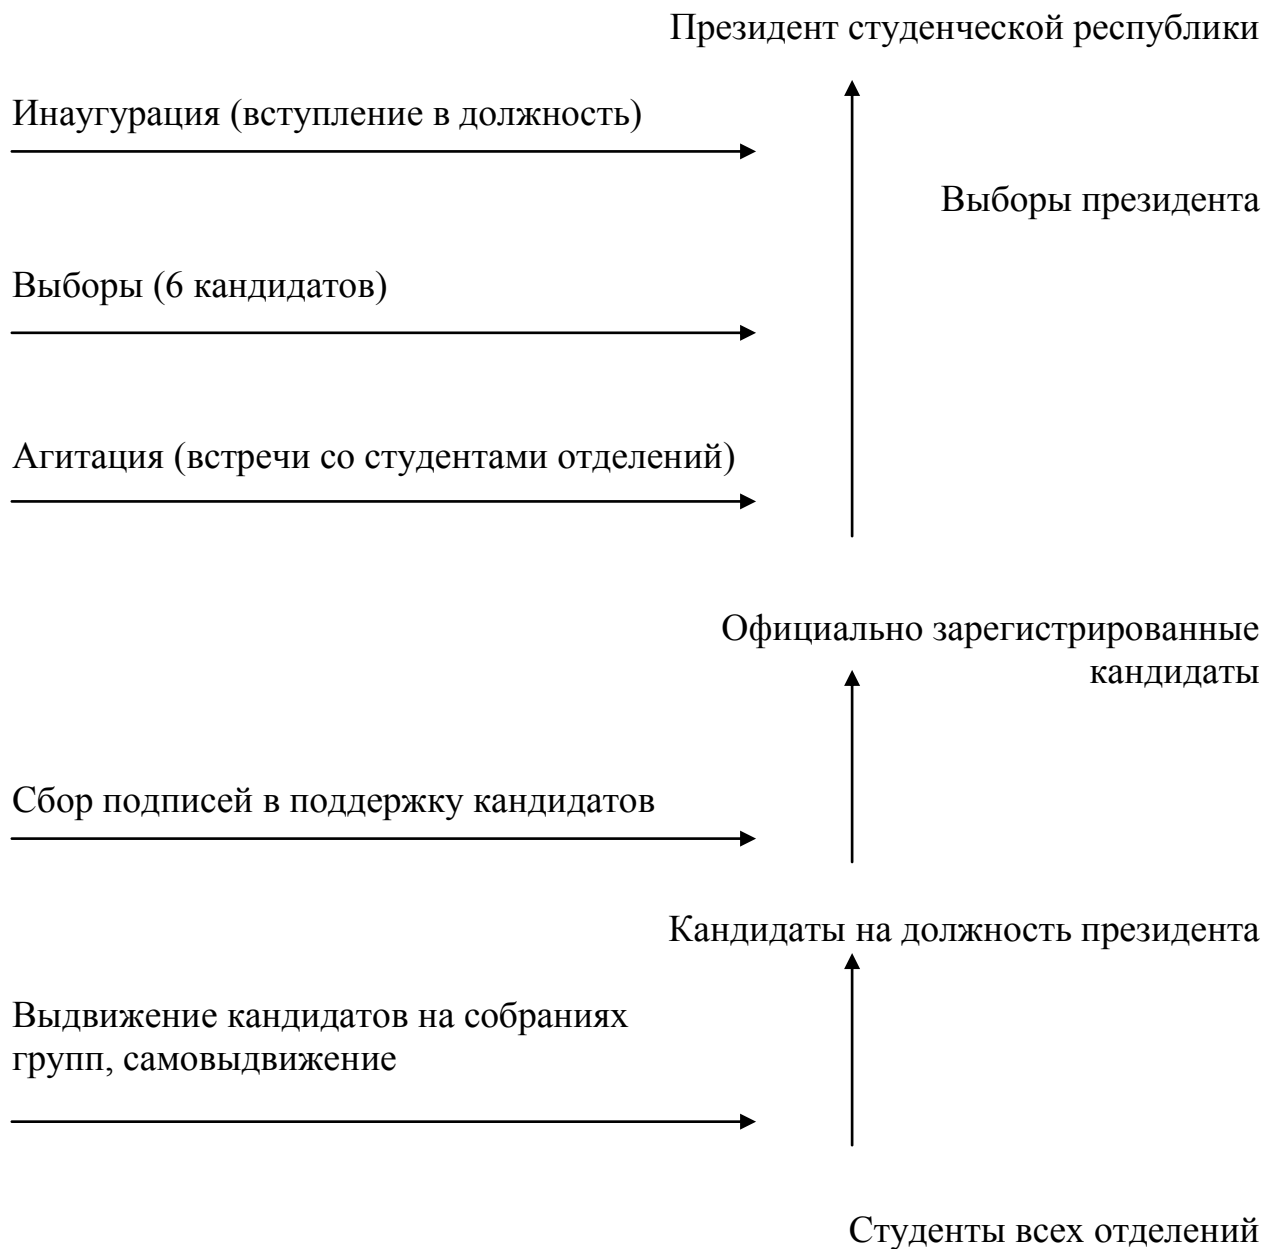 Президент студенческой республики
Инаугурация (вступление в должность)
Выборы президента
Выборы (6 кандидатов)
Агитация (встречи со студентами отделений)
Официально зарегистрированные
кандидаты
Сбор подписей в поддержку кандидатов
Кандидаты на должность президента
Выдвижение кандидатов на собраниях
групп, самовыдвижение
Студенты всех отделений